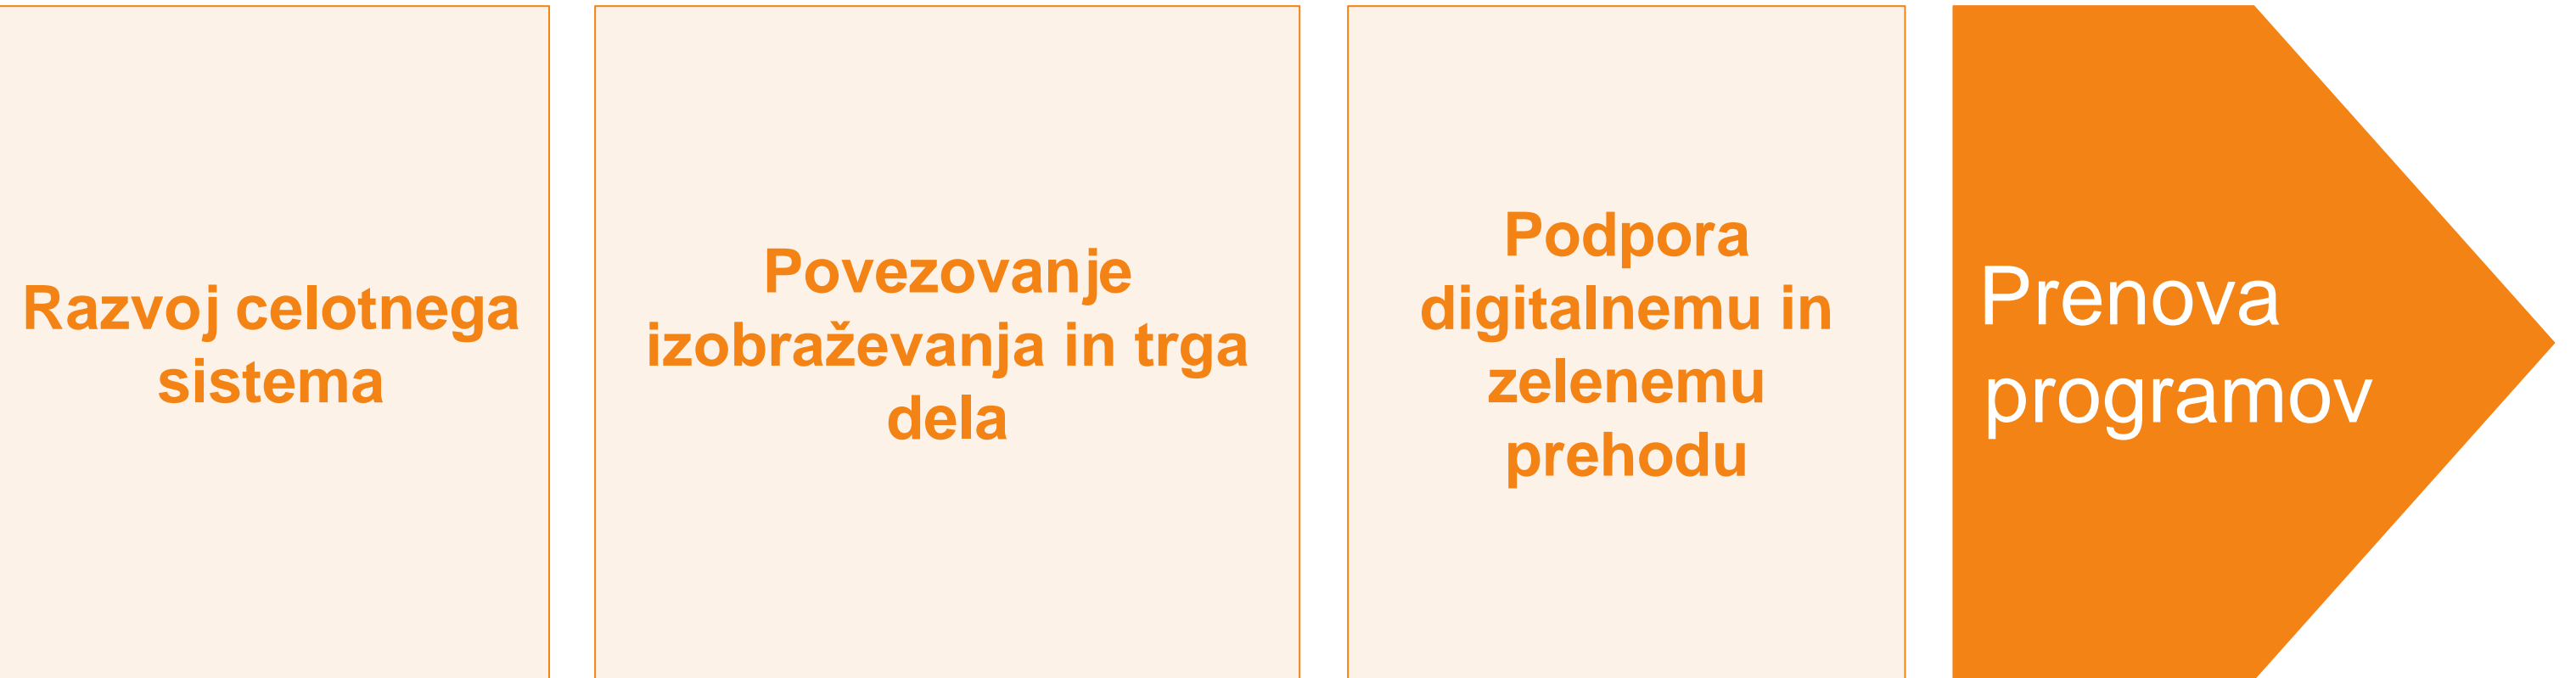 Razvoj celotnega
sistema
Povezovanje
izobraževanja in trga
dela
Podpora
digitalnemu in
zelenemu
prehodu
Prenova
programov